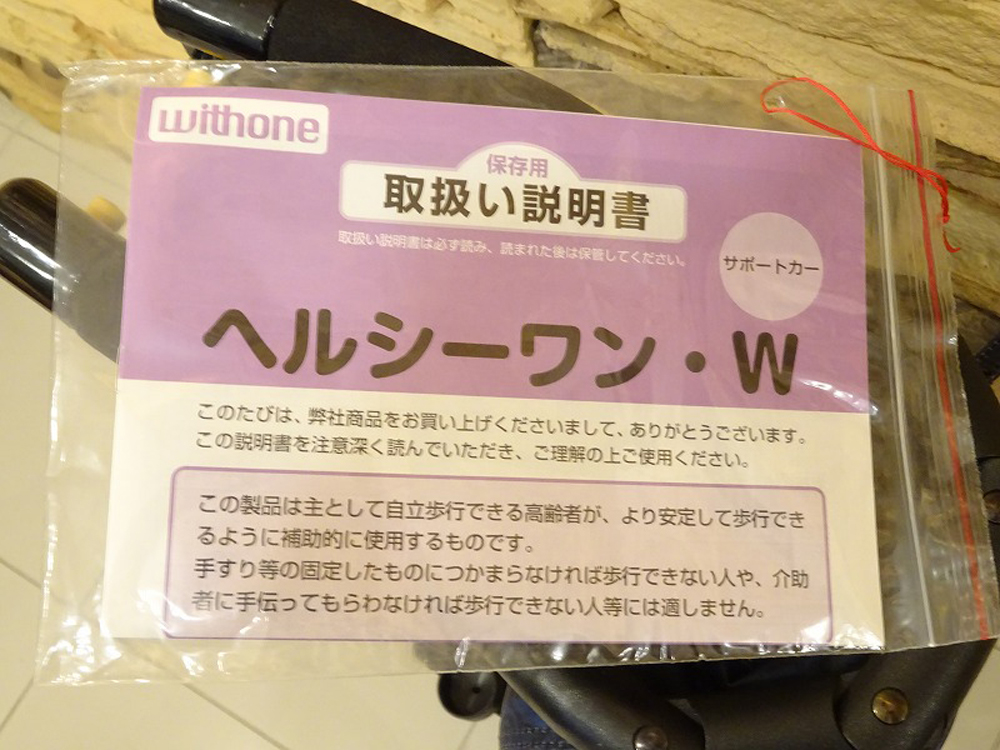 withone
保存用
取扱い説明書
取扱い説明書は必ず読み、読まれた後は保管してください。
サポートカー
ヘルシーワン・W
このたびは、弊社商品をお買い上げくださいまして、ありがとうございます。
この説明書を注意深く読んでいただき、ご理解の上ご使用ください。
この製品は主として自立歩行できる高齢者が、より安定して歩行でき
るように補助的に使用するものです。
手すり等の固定したものにつかまらなければ歩行できない人や、介助
者に手伝ってもらわなければ歩行できない人等には適しません。